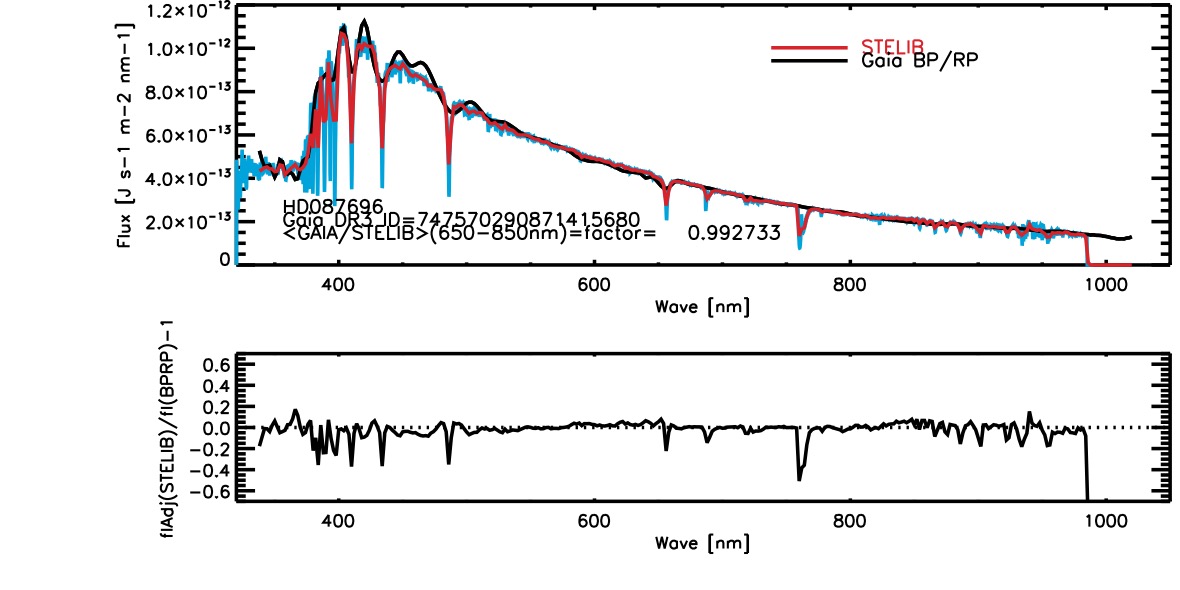 1.2×10−12
1.0×10−12
8.0×10−13
6.0×10−13
4.0×10−13
2.0×10−13
0
Flux [J s−1 m−2 nm−1]
STELIB
Gaia BP/RP
HD087696
Gaia DR3 ID=747570290871415680
<GAIA/STELIB>(650−850nm)=factor= 0.992733
400 600 800 1000
Wave [nm]
flAdj(STELIB)/fl(BPRP)−1
0.6
0.4
0.2
0.0
−0.2
−0.4
−0.6
400 600 800 1000
Wave [nm]